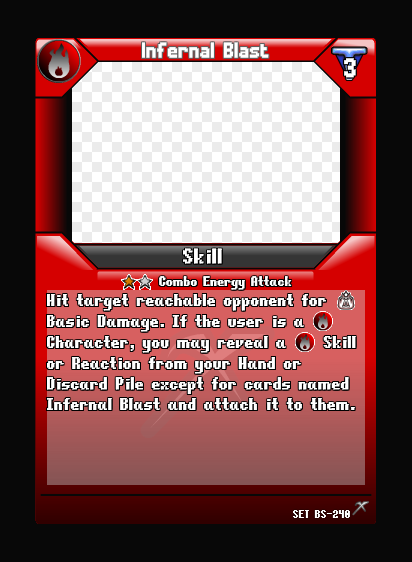 Infernal Blast
3
Skill
Combo Energy Attack
Hit target reachable opponent for
Basic Damage. If the user is a
Character, you may reveal a Skill
or Reaction from your Hand or
Discard Pile except for cards named
Infernal Blast and attach it to them.
SET BS-240